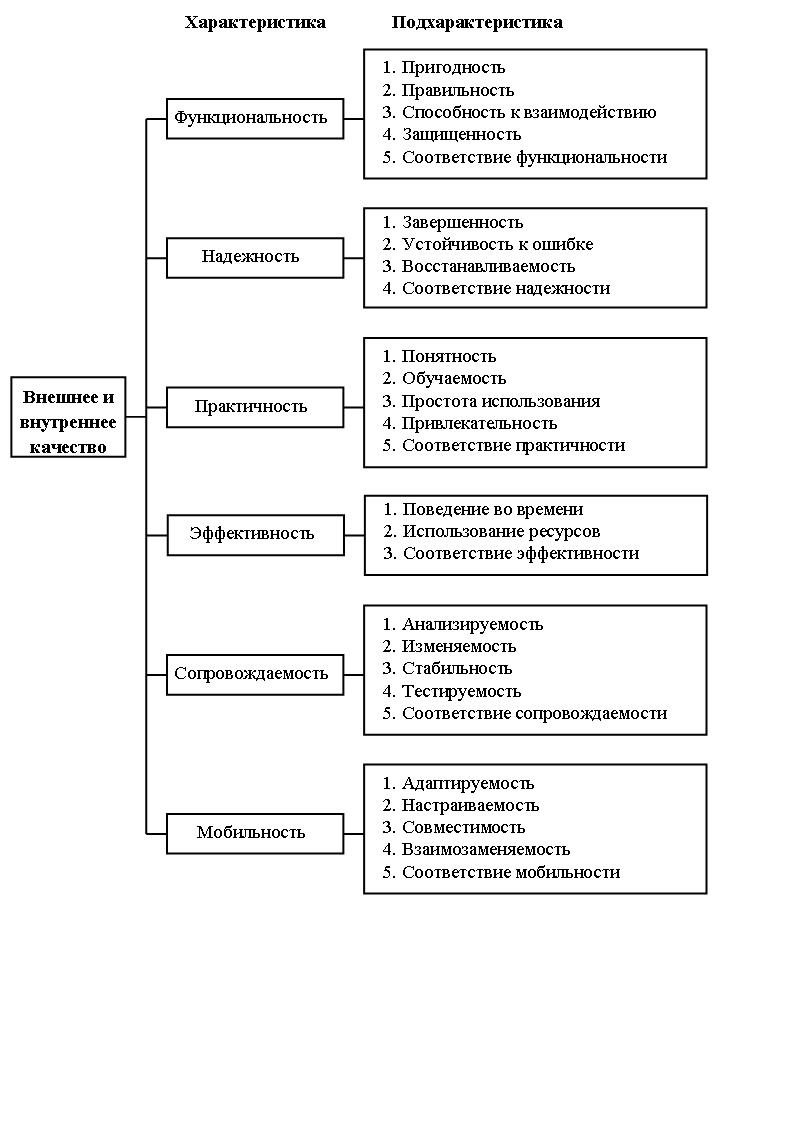 Характеристика
Подхарактеристика
Внешнее и
внутреннее
качество
Функциональность
1. Пригодность
2. Правильность
3. Способность к взаимодействию
4. Защищенность
5. Соответствие функциональности
Надежность
1. Завершенность
2. Устойчивость к ошибке
3. Восстанавливаемость
4. Соответствие надежности
Практичность
1. Понятность
2. Обучаемость
3. Простота использования
4. Привлекательность
5. Соответствие практичности
Эффективность
1. Поведение во времени
2. Использование ресурсов
3. Соответствие эффективности
Сопровождаемость
1. Анализируемость
2. Изменяемость
3. Стабильность
4. Тестируемость
5. Соответствие сопровождаемости
Мобильность
1. Адаптируемость
2. Настраиваемость
3. Совместимость
4. Взаимозаменяемость
5. Соответствие мобильности